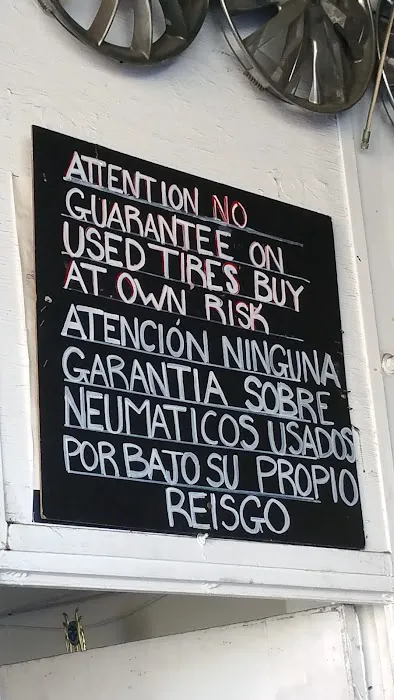 ATTENTION NO
GUARANTEE ON
USED TIRES BUY
AT OWN RISK
ATENCIÓN NINGUNA
GARANTIA SOBRE
NEUMATICOS USADOS
POR BAJO SU PROPIO
REISGO